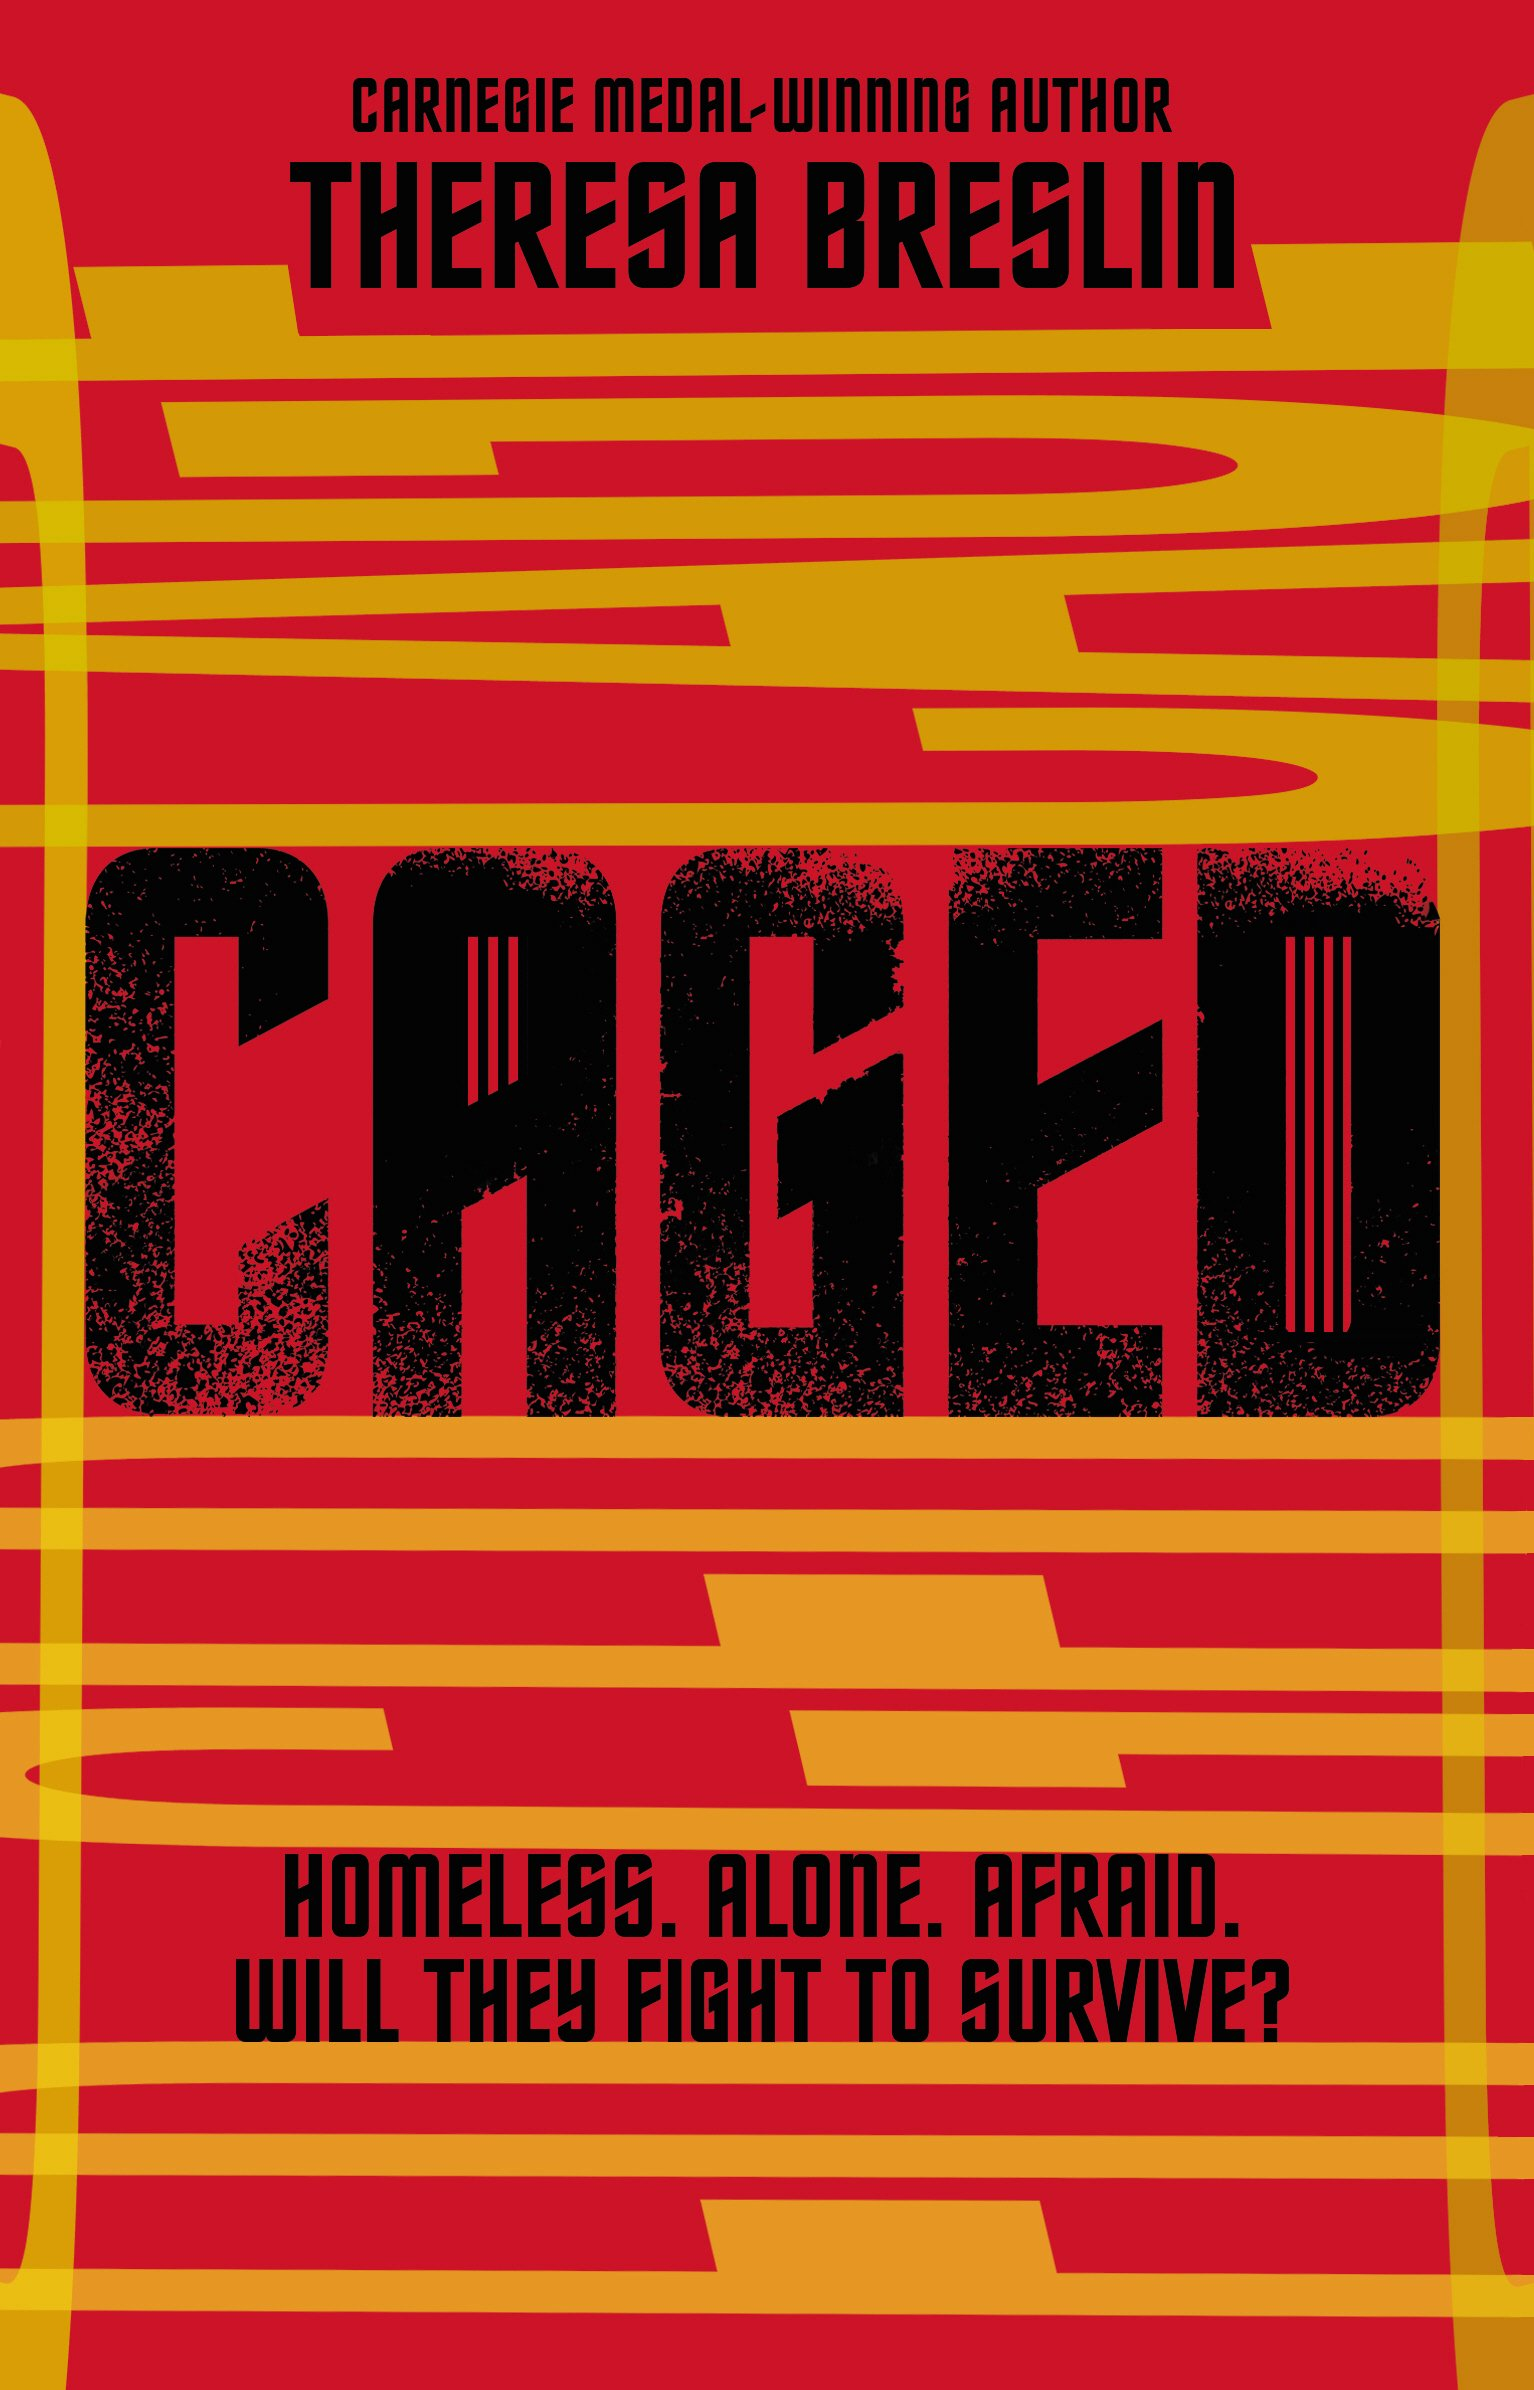 CARNEGIE MEDAL-WINNING AUTHOR
THERESA BRESLIN
CAGED
HOMELESS. ALONE. AFRAID.
WILL THEY FIGHT TO SURVIVE?